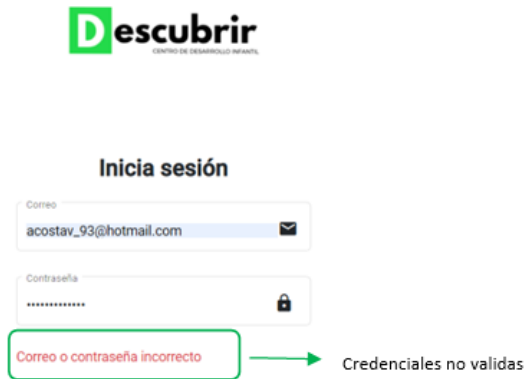 Descubrir
CENTRO DE DESARROLLO INFANTIL
Inicia sesión
Correo
acostav_93@hotmail.com
Contraseña
•••••••••••••
Correo o contraseña incorrecto
Credenciales no validas